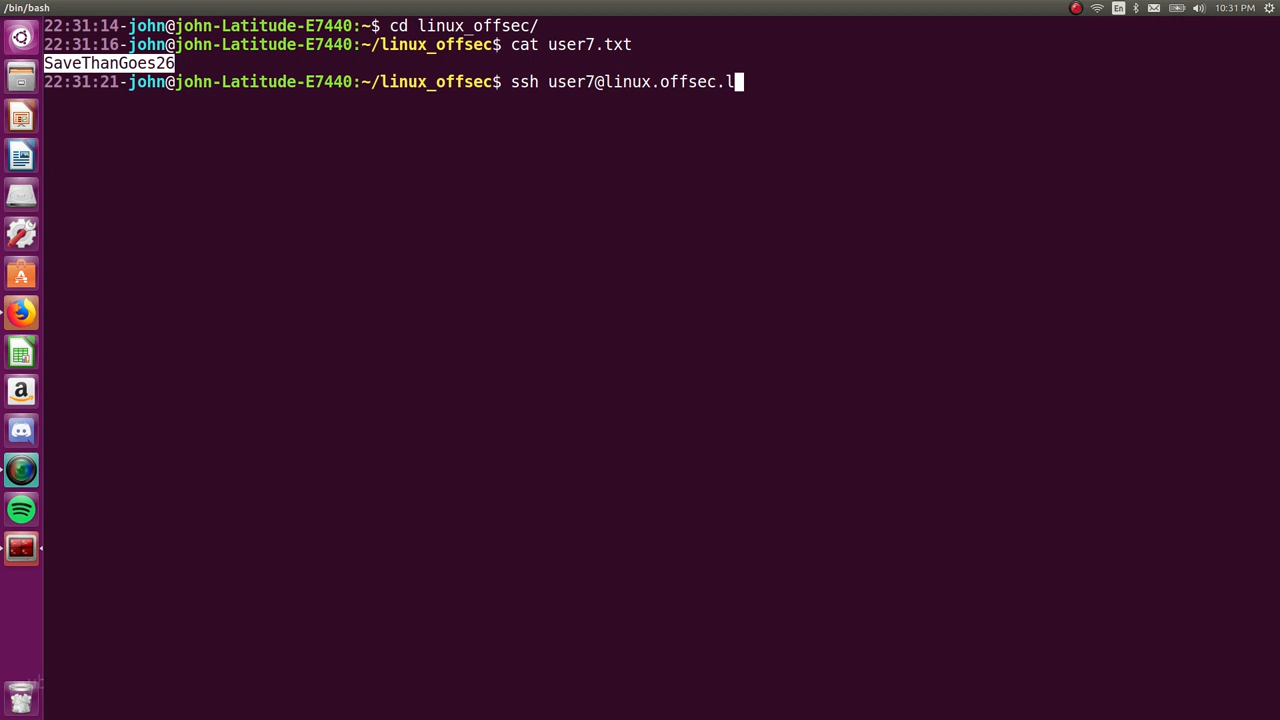 /bin/bash
En
10:31 PM
22:31:14-john@john-Latitude-E7440:~$ cd linux_offsec/
22:31:16-john@john-Latitude-E7440:~/linux_offsec$ cat user7.txt
SaveThanGoes26
22:31:21-john@john-Latitude-E7440:~/linux_offsec$ ssh user7@linux.offsec.l